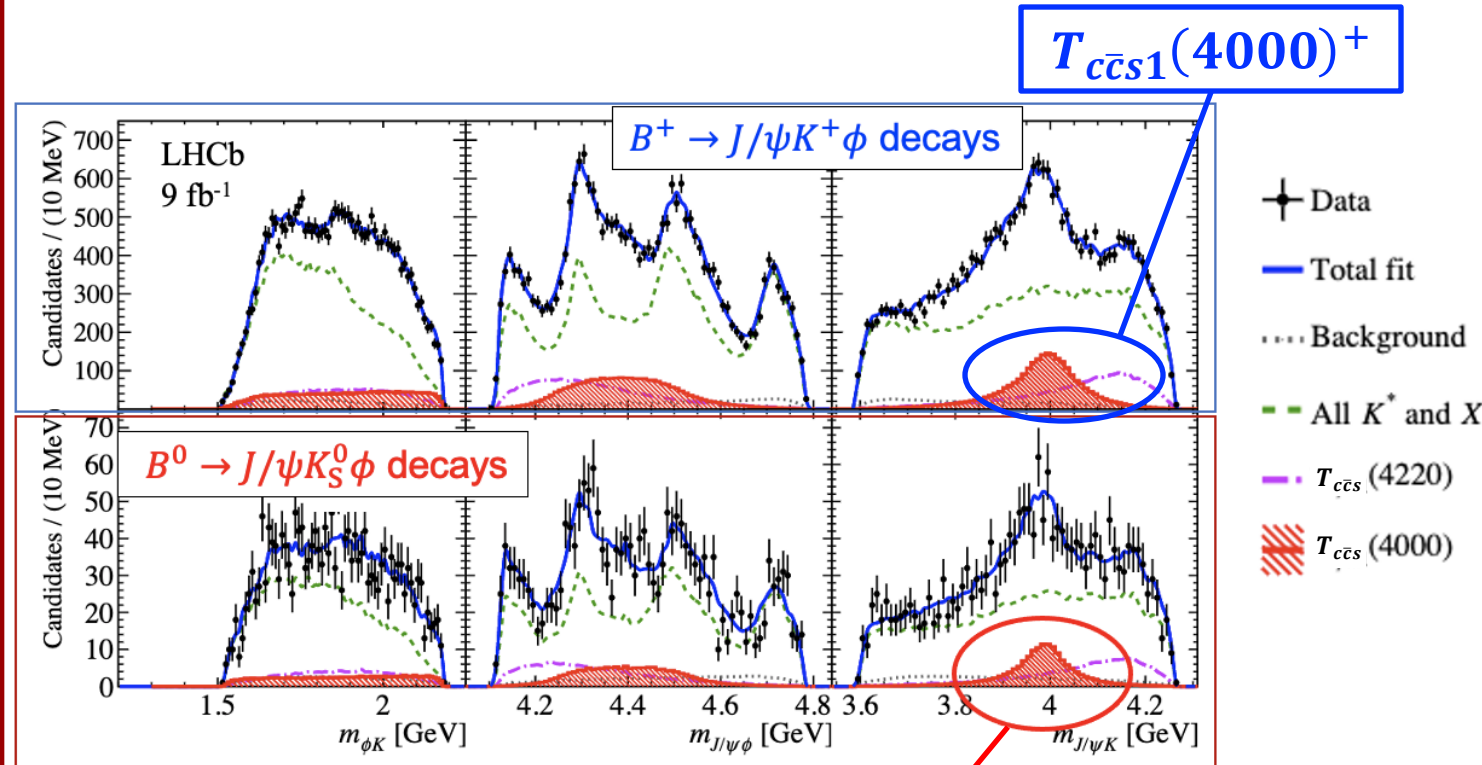 T_{cc̄s1}(4000)^+
B^+ → J/ψK^+ϕ decays
LHCb
9 fb^{-1}
Candidates / (10 MeV)
700
600
500
400
300
200
100
Data
Total fit
Background
All K^* and X
T_{cc̄s}(4220)
T_{cc̄s}(4000)
B^0 → J/ψK_S^0ϕ decays
Candidates / (10 MeV)
70
60
50
40
30
20
10
0
1.5 2 4.2 4.4 4.6 4.8 3.6 3.8 4 4.2
m_{ϕK} [GeV] m_{J/ψϕ} [GeV] m_{J/ψK} [GeV]